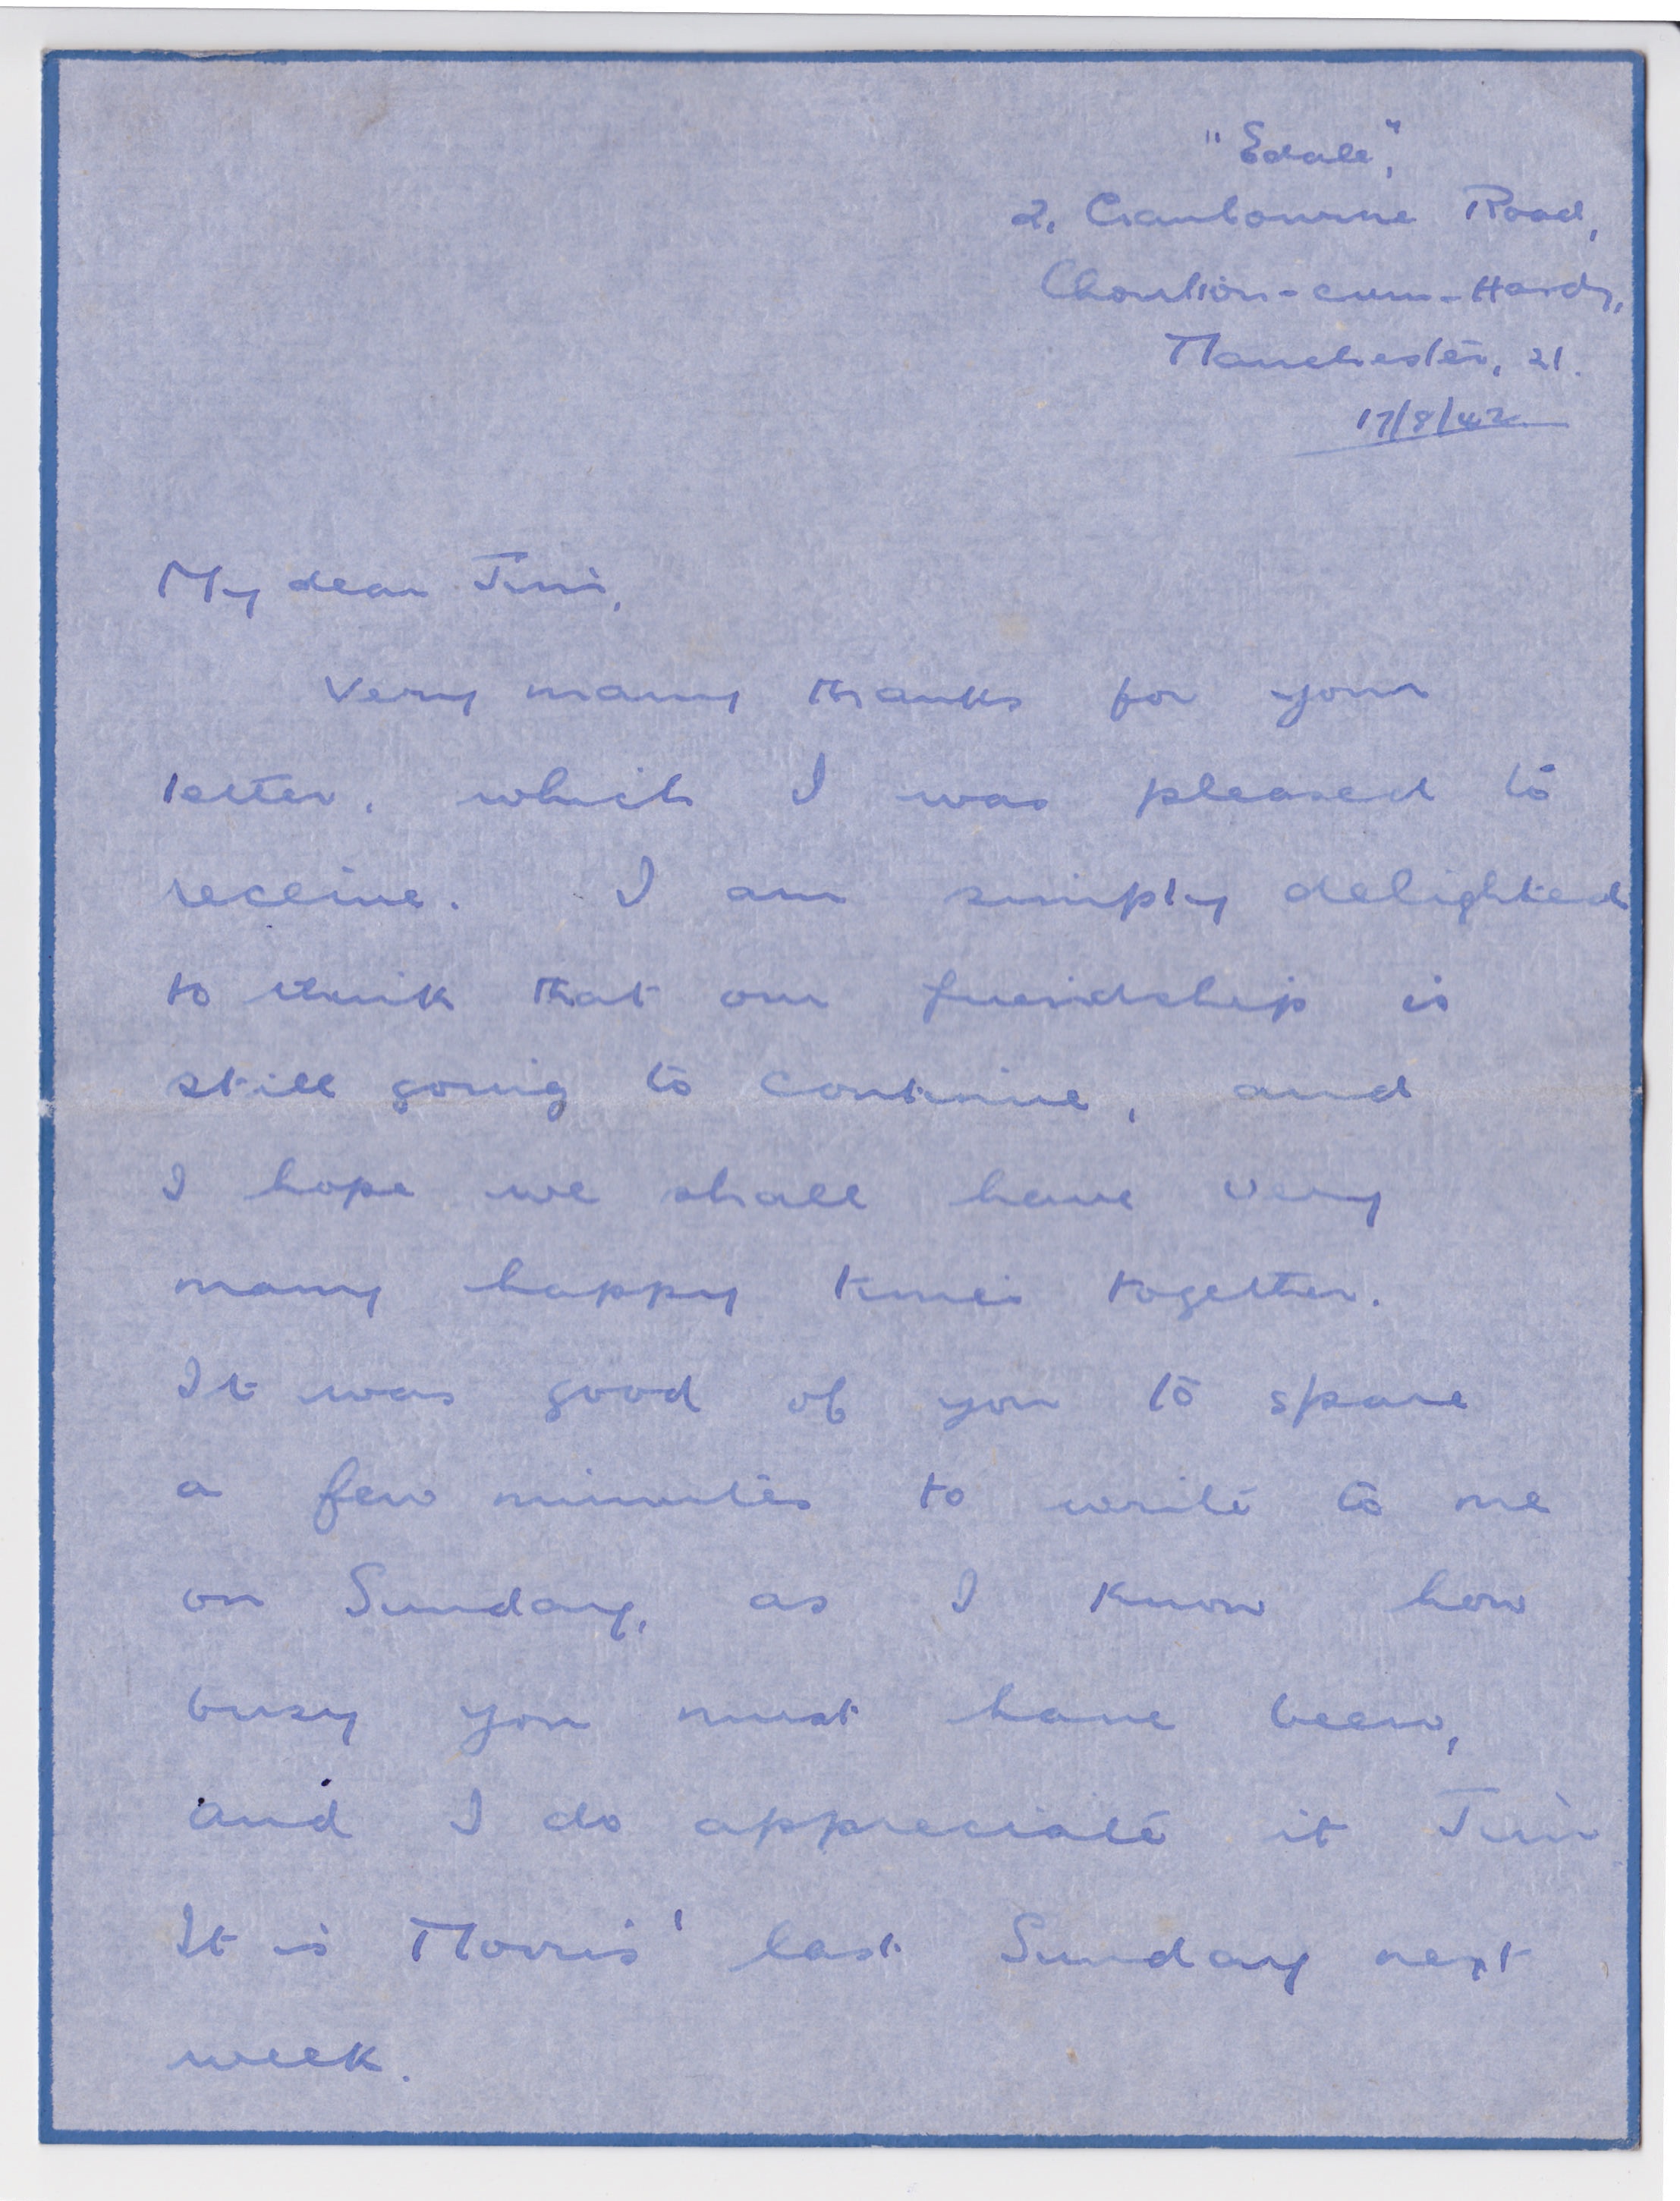 "Edale",
2, Cranbourne Road,
Chorlton-cum-Hardy,
Manchester, 21.
17/8/42
My dear Jim,
Very many thanks for your
letter, which I was pleased to
receive. I am simply delighted
to think that our friendship is
still going to continue, and
I hope we shall have very
many happy times together.
It was good of you to spare
a few minutes to write to me
on Sunday, as I know how
busy you must have been,
and I do appreciate it Jim
It is Morris' last Sunday next
week.